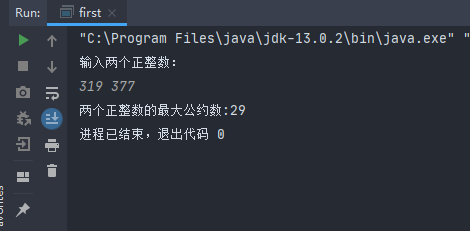 Run: first
"C:\Program Files\java\jdk-13.0.2\bin\java.exe" "
输入两个正整数：
319 377
两个正整数的最大公约数:29
进程已结束，退出代码 0